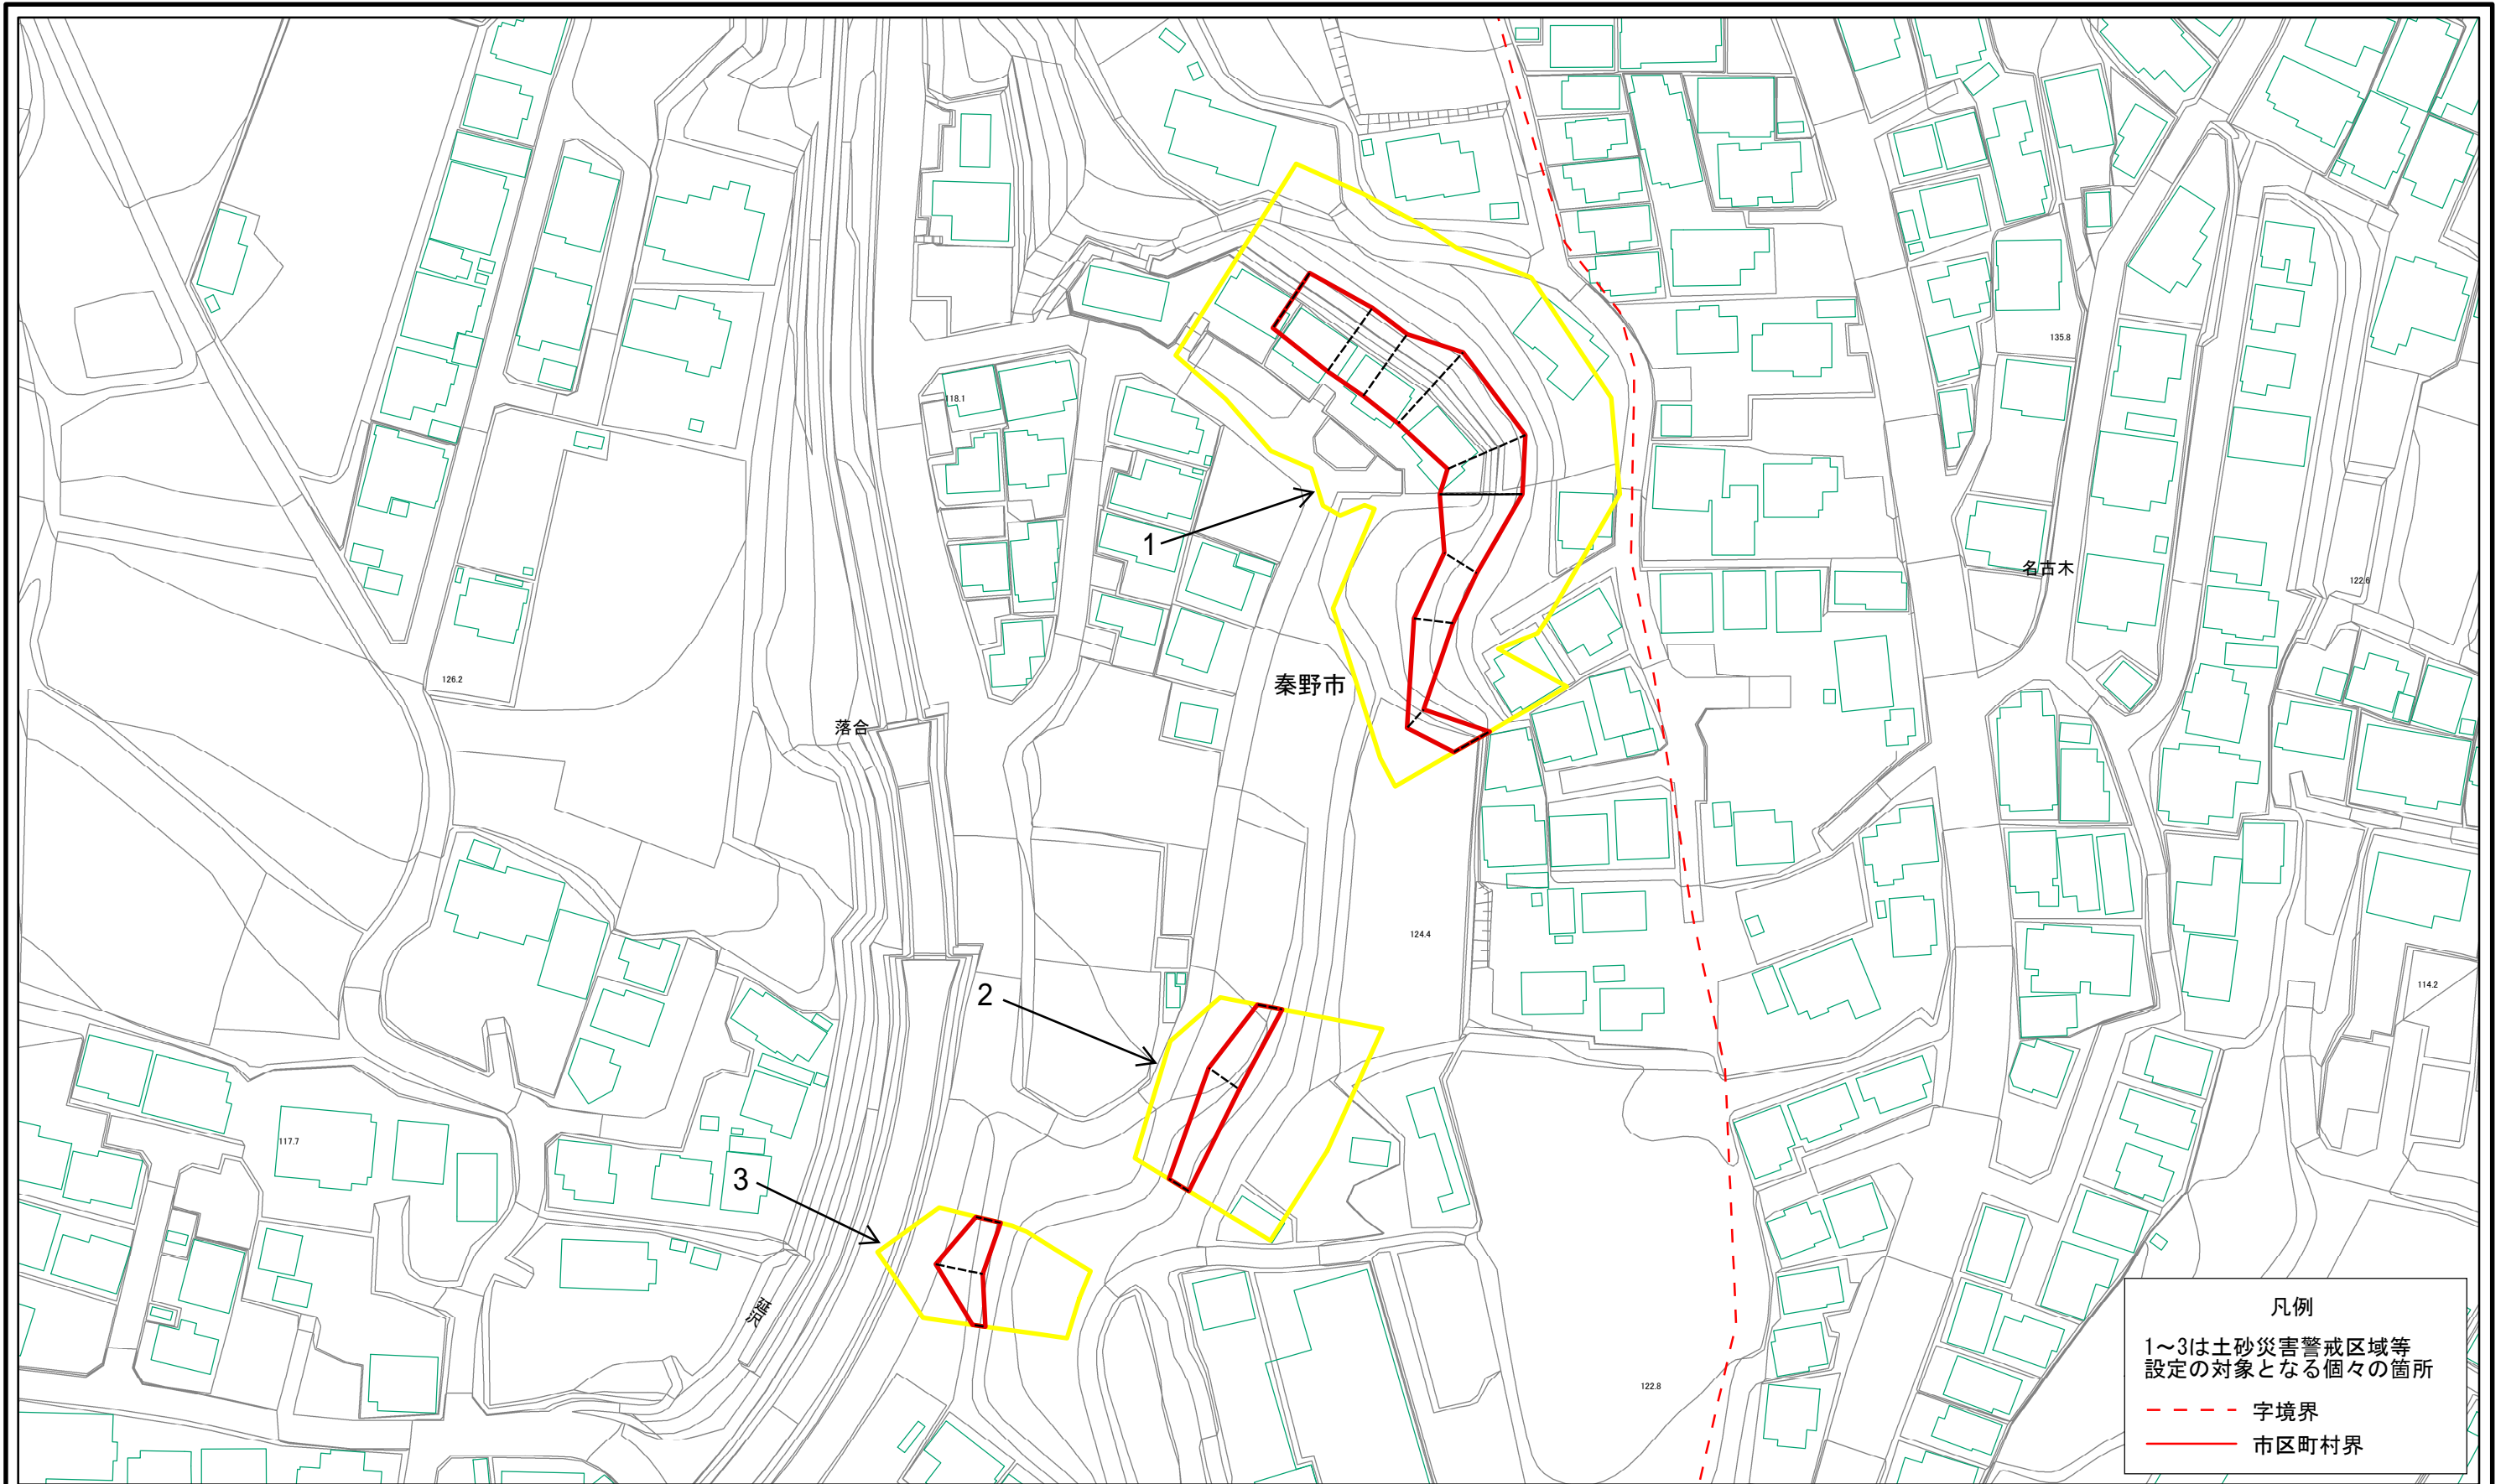 135.8
118.1
1
名古木
122.6
126.2
秦野市
落合
124.4
2
114.2
117.7
3
延沢
122.8
凡例
1～3は土砂災害警戒区域等
設定の対象となる個々の箇所
字境界
市区町村界